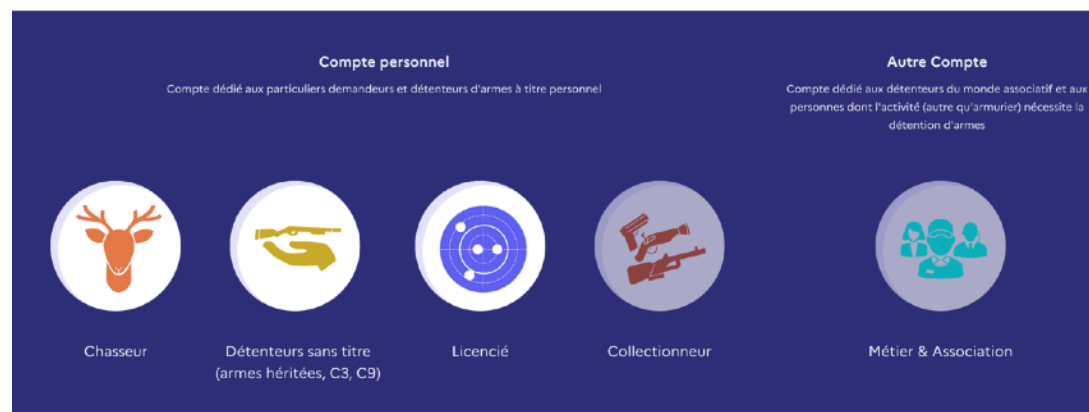 Compte personnel
Compte dédié aux particuliers demandeurs et détenteurs d'armes à titre personnel
Autre Compte
Compte dédié aux détenteurs du monde associatif et aux
personnes dont l'activité (autre qu'armurier) nécessite la
détention d'armes
Chasseur
Détenteurs sans titre
(armes héritées, C3, C9)
Licencié
Collectionneur
Métier & Association